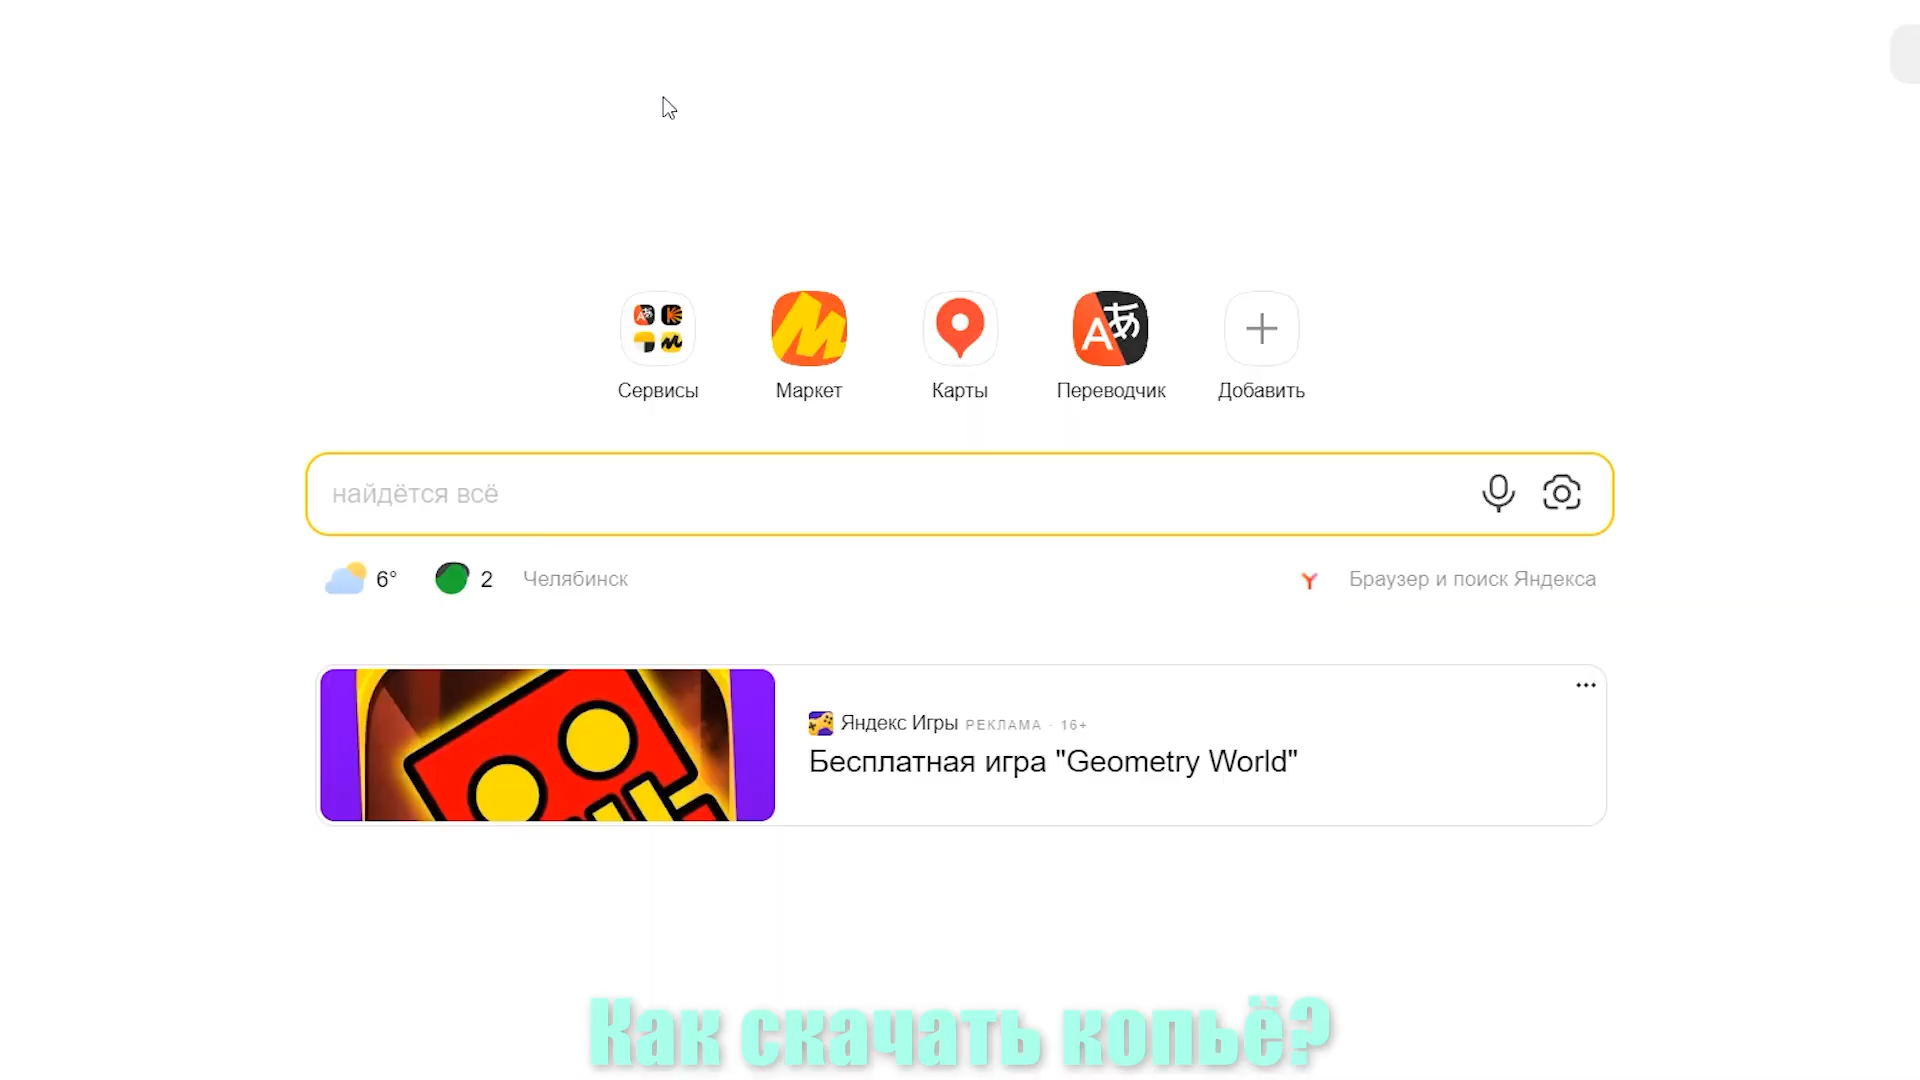 Сервисы
Маркет
Карты
Переводчик
Добавить
найдётся всё
6°
2
Челябинск
Браузер и поиск Яндекса
Яндекс Игры РЕКЛАМА · 16+
Бесплатная игра "Geometry World"
Как скачать копьё?